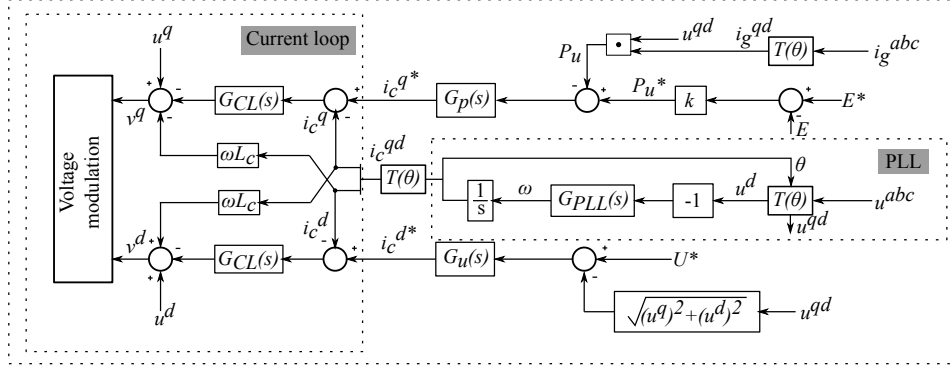 Current loop
u^q
u^qd
i_g^qd
T(θ)
i_g^abc
P_u
v^q
G_CL(s)
i_c^q*
G_p(s)
P_u*
k
E*
E
i_c^q
i_c^qd
PLL
ωL_c
T(θ)
θ
Voltage modulation
1/s
ω
G_PLL(s)
-1
u^d
T(θ)
u^abc
u^qd
ωL_c
i_c^d
v^d
G_CL(s)
i_c^d*
G_u(s)
U*
u^d
√(u^q)²+(u^d)²
u^qd